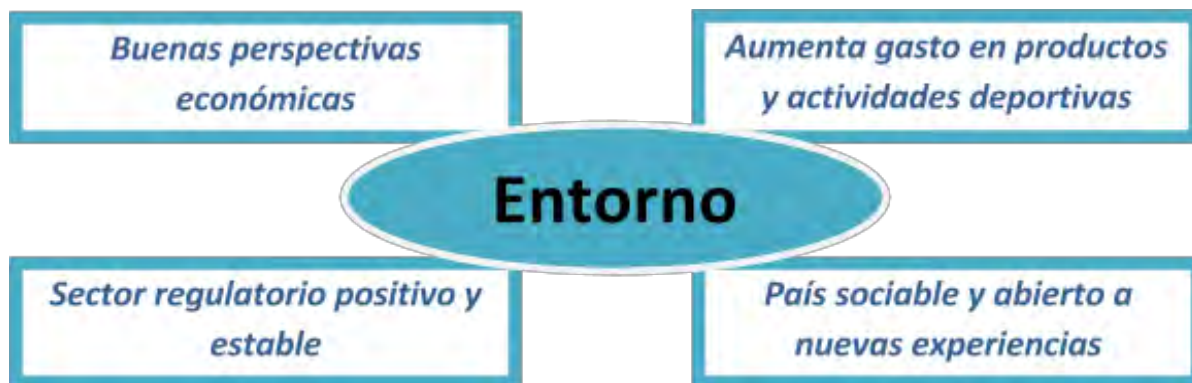 Buenas perspectivas
económicas
Aumenta gasto en productos
y actividades deportivas
Entorno
Sector regulatorio positivo y
estable
País sociable y abierto a
nuevas experiencias